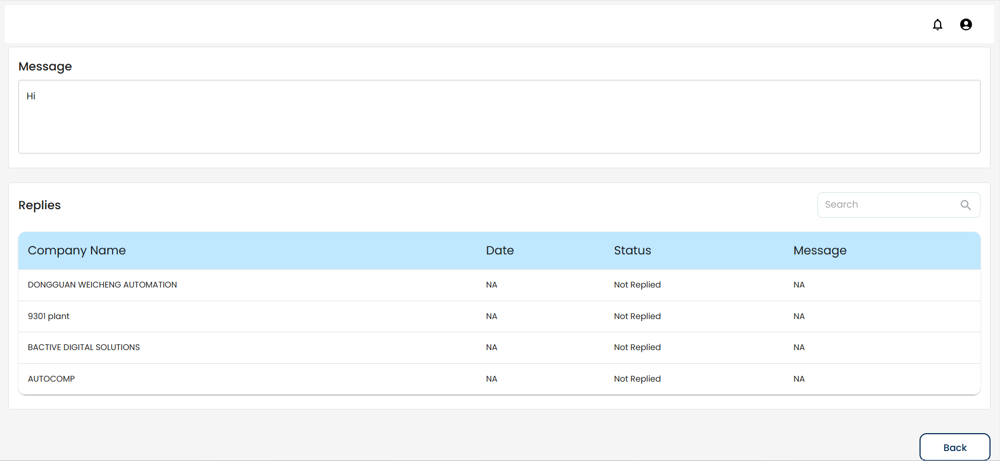 Message
Hi
Replies
Search
Company Name Date Status Message
DONGGUAN WEICHENG AUTOMATION NA Not Replied NA
9301 plant NA Not Replied NA
BACTIVE DIGITAL SOLUTIONS NA Not Replied NA
AUTOCOMP NA Not Replied NA
Back